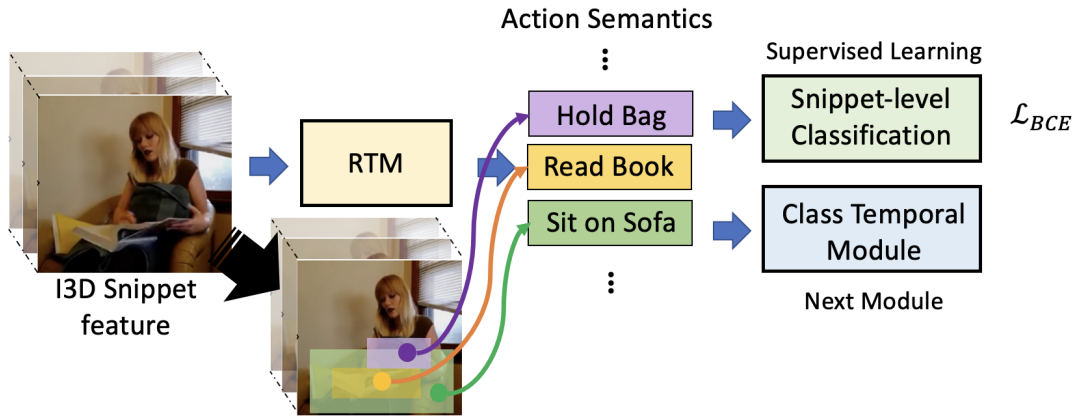 Action Semantics
Supervised Learning
Hold Bag
Snippet-level
Classification
ℒBCE
RTM
Read Book
Sit on Sofa
Class Temporal
Module
I3D Snippet
feature
Next Module